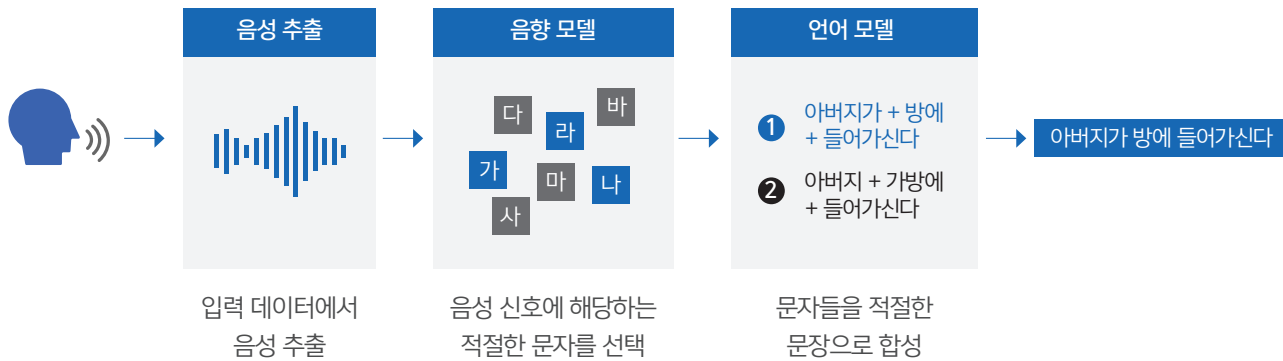 음성 추출
음향 모델
언어 모델
다
바
라
가
마
나
사
1 아버지가 + 방에
+ 들어가신다
2 아버지 + 가방에
+ 들어가신다
아버지가 방에 들어가신다
입력 데이터에서
음성 추출
음성 신호에 해당하는
적절한 문자를 선택
문자들을 적절한
문장으로 합성